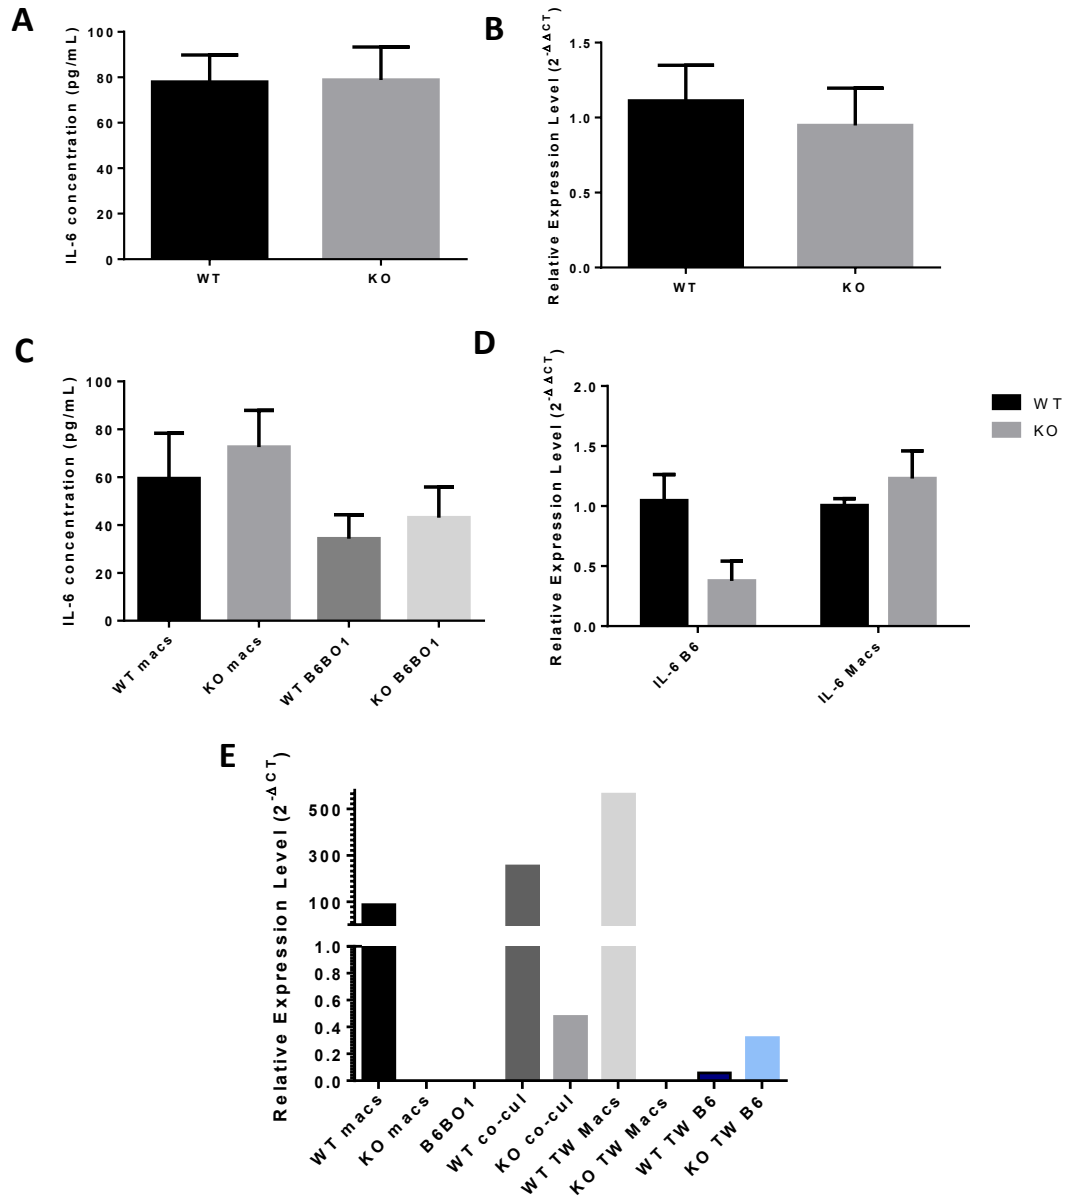 A
IL-6 concentration (pg/mL)
100
80
60
40
20
0
WT
KO
B
Relative Expression Level (2^-ΔΔCT)
1.5
1.0
0.5
0.0
WT
KO
C
IL-6 concentration (pg/mL)
100
80
60
40
20
0
WT macs
KO macs
WT B6BO1
KO B6BO1
D
Relative Expression Level (2^-ΔΔCT)
2.0
1.5
1.0
0.5
0.0
IL-6 B6
IL-6 Macs
WT
KO
E
Relative Expression Level (2^-ΔCT)
500
300
100
1.0
0.8
0.6
0.4
0.2
0.0
WT macs
KO macs
B6BO1
WT co-cul
KO co-cul
WT TW Macs
KO TW Macs
WT TW B6
KO TW B6